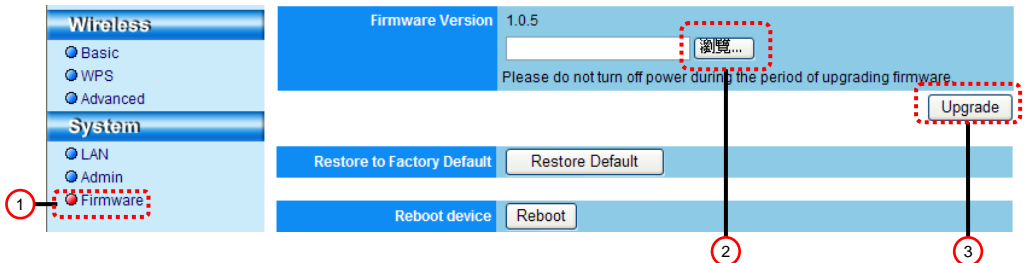 Wireless
Basic
WPS
Advanced
System
LAN
Admin
Firmware
1
Firmware Version 1.0.5
瀏覽...
Please do not turn off power during the period of upgrading firmware.
Upgrade
Restore to Factory Default Restore Default
Reboot device Reboot
2
3